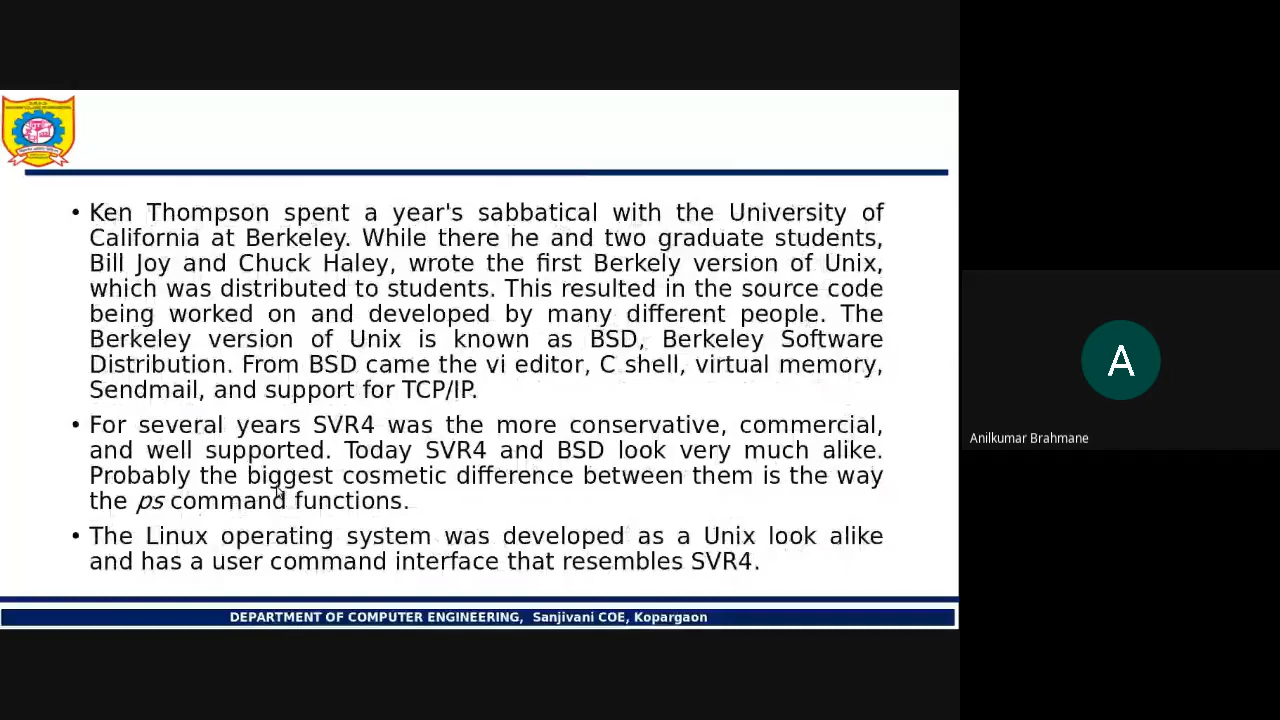 • Ken Thompson spent a year's sabbatical with the University of
California at Berkeley. While there he and two graduate students,
Bill Joy and Chuck Haley, wrote the first Berkely version of Unix,
which was distributed to students. This resulted in the source code
being worked on and developed by many different people. The
Berkeley version of Unix is known as BSD, Berkeley Software
Distribution. From BSD came the vi editor, C shell, virtual memory,
Sendmail, and support for TCP/IP.
• For several years SVR4 was the more conservative, commercial,
and well supported. Today SVR4 and BSD look very much alike.
Probably the biggest cosmetic difference between them is the way
the ps command functions.
• The Linux operating system was developed as a Unix look alike
and has a user command interface that resembles SVR4.
DEPARTMENT OF COMPUTER ENGINEERING, Sanjivani COE, Kopargaon
A
Anilkumar Brahmane